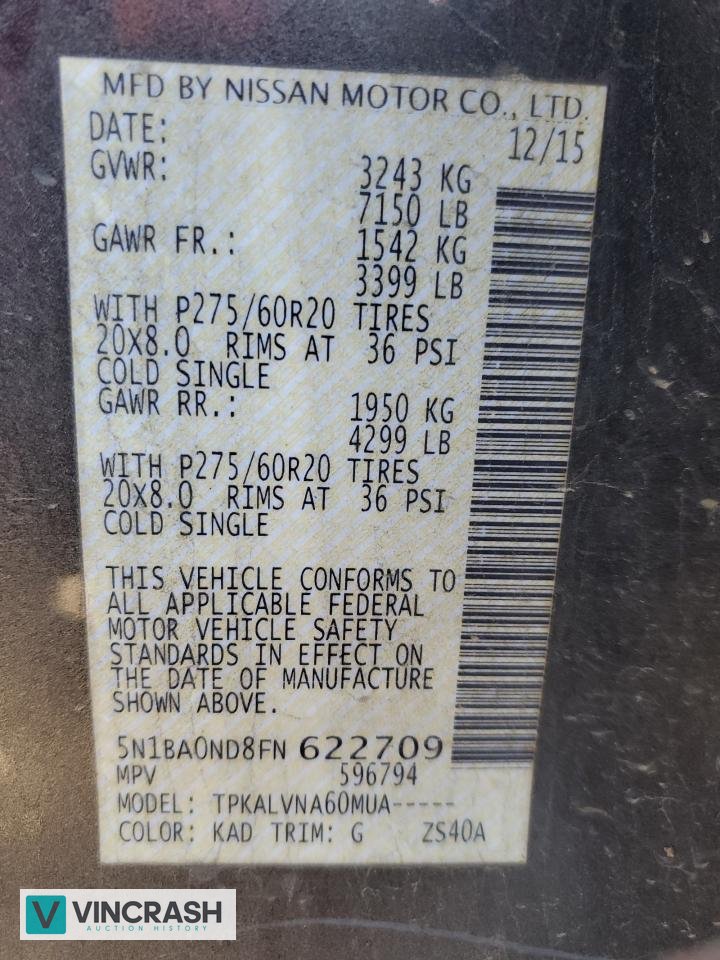 MFD BY NISSAN MOTOR CO., LTD.
DATE: 12/15
GVWR: 3243 KG
7150 LB
GAWR FR.: 1542 KG
3399 LB
WITH P275/60R20 TIRES
20X8.0 RIMS AT 36 PSI
COLD SINGLE
GAWR RR.: 1950 KG
4299 LB
WITH P275/60R20 TIRES
20X8.0 RIMS AT 36 PSI
COLD SINGLE
THIS VEHICLE CONFORMS TO
ALL APPLICABLE FEDERAL
MOTOR VEHICLE SAFETY
STANDARDS IN EFFECT ON
THE DATE OF MANUFACTURE
SHOWN ABOVE.
5N1BA0ND8FN 622709
MPV 596794
MODEL: TPKALVNA60MUA-----
COLOR: KAD TRIM: G ZS40A
V VINCRASH
AUCTION HISTORY